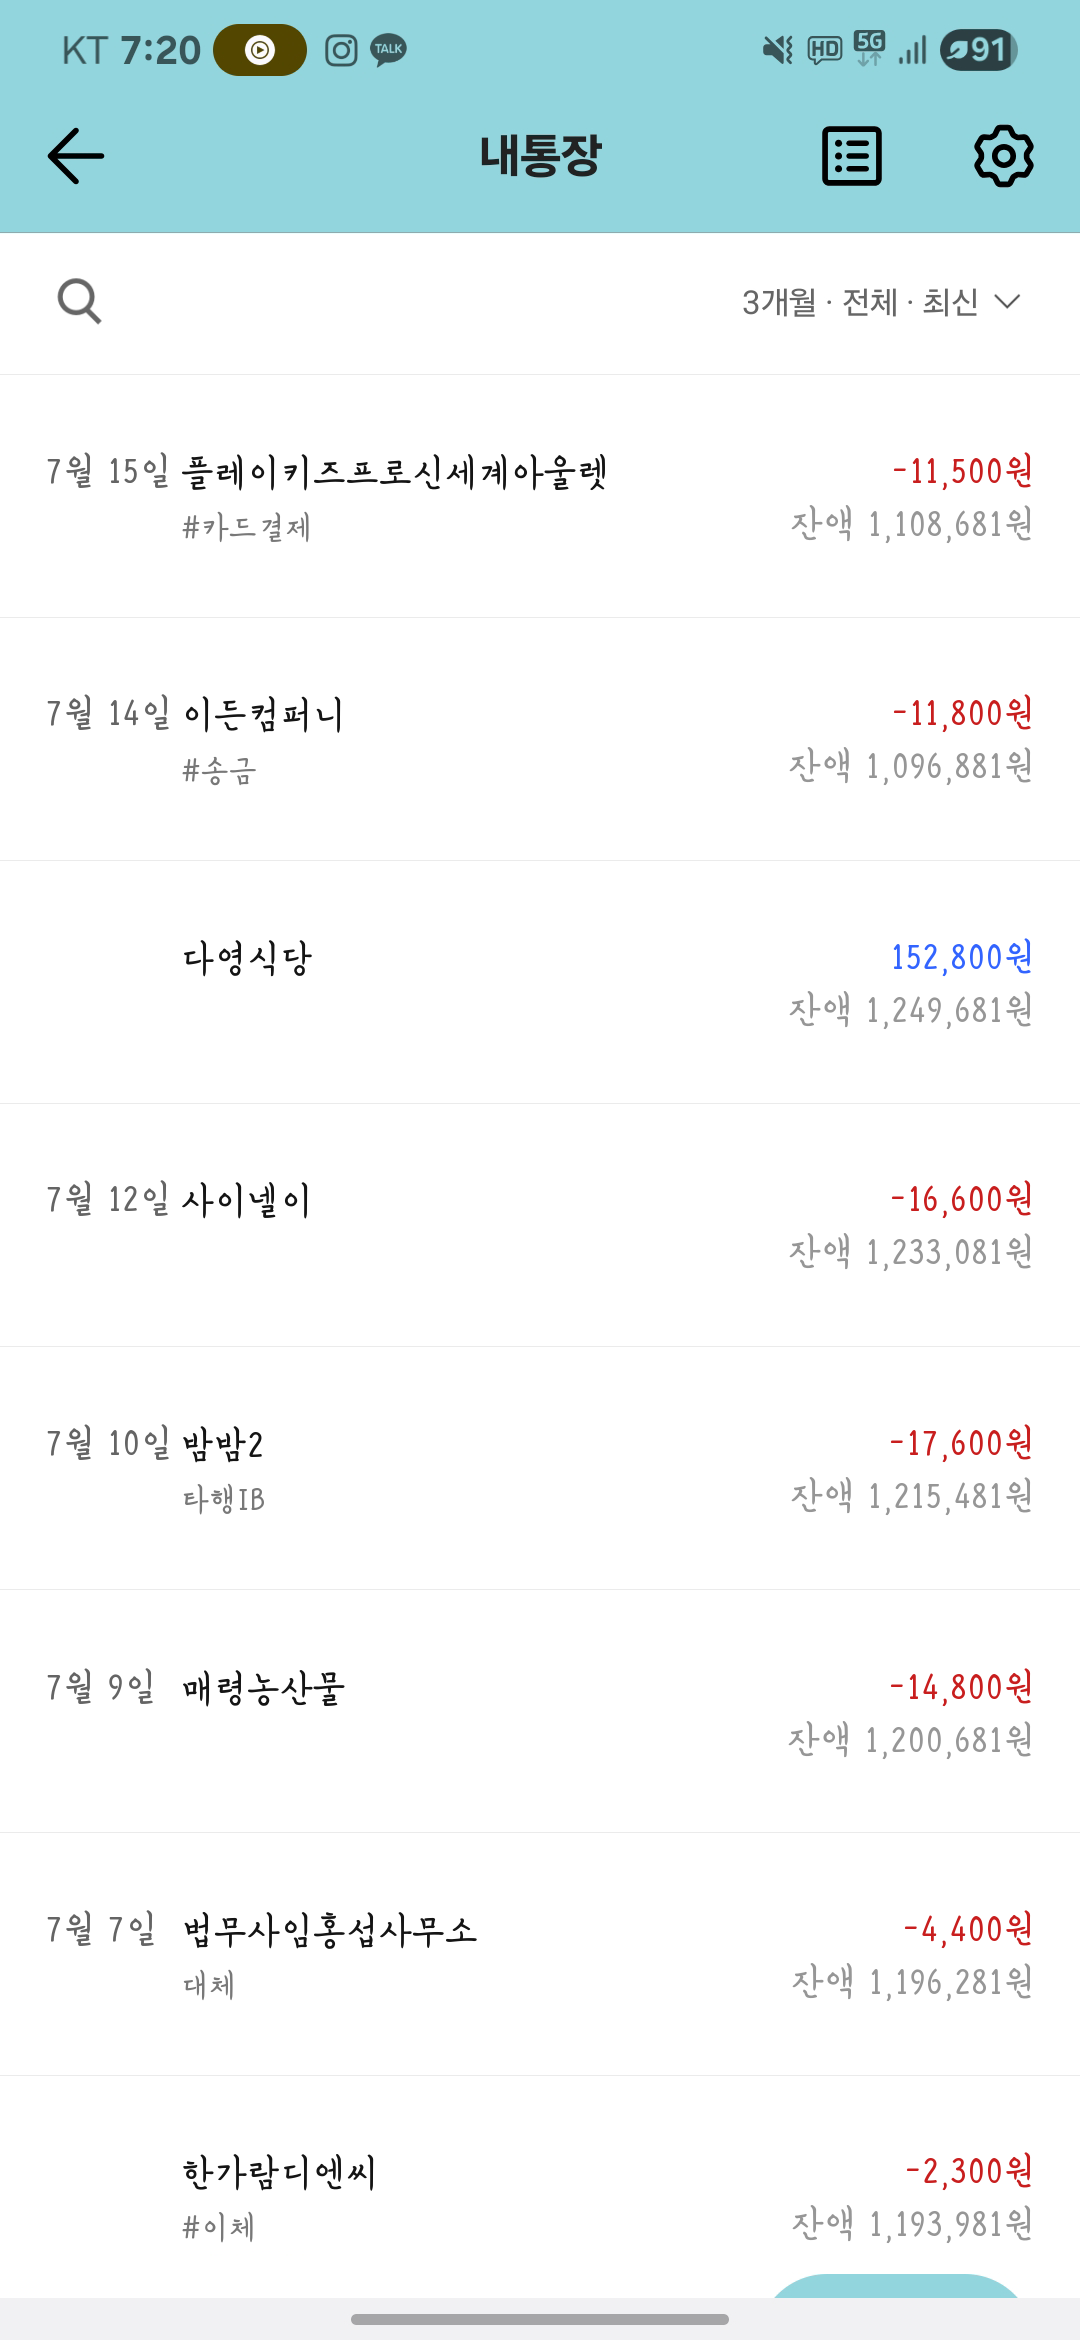 KT 7:20 TALK HD 5G 91
내통장
3개월 · 전체 · 최신
7월 15일 플레이키즈프로신세계아울렛 -11,500원
#카드결제 잔액 1,108,681원
7월 14일 이든컴퍼니 -11,800원
#송금 잔액 1,096,881원
다영식당 152,800원
잔액 1,249,681원
7월 12일 사이넬이 -16,600원
잔액 1,233,081원
7월 10일 밤밤2 -17,600원
타행IB 잔액 1,215,481원
7월 9일 매령농산물 -14,800원
잔액 1,200,681원
7월 7일 법무사임홍섭사무소 -4,400원
대체 잔액 1,196,281원
한가람디엔씨 -2,300원
#이체 잔액 1,193,981원